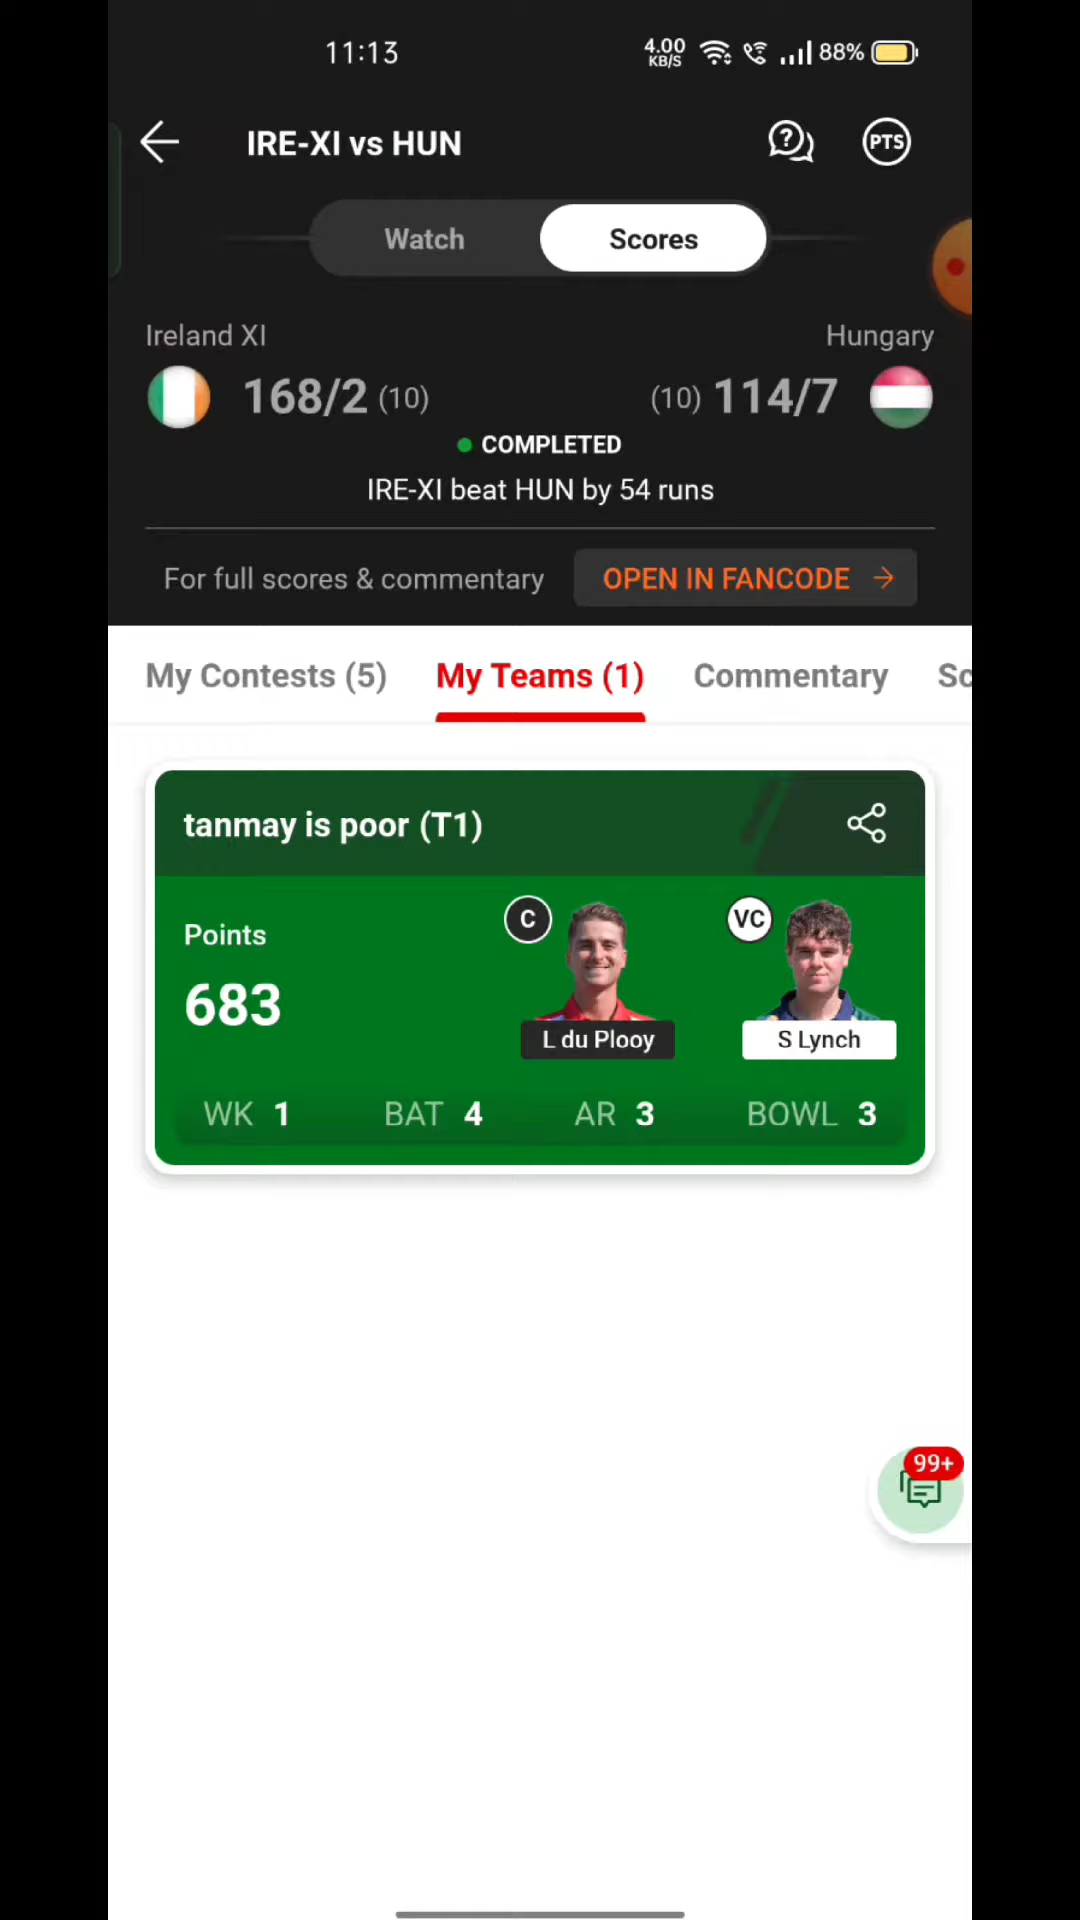 11:13 4.00 KB/S 88%
IRE-XI vs HUN PTS
Watch Scores
Ireland XI Hungary
168/2 (10) (10) 114/7
COMPLETED
IRE-XI beat HUN by 54 runs
For full scores & commentary OPEN IN FANCODE
My Contests (5) My Teams (1) Commentary Sc
tanmay is poor (T1)
C VC
Points
683
L du Plooy S Lynch
WK 1 BAT 4 AR 3 BOWL 3
99+